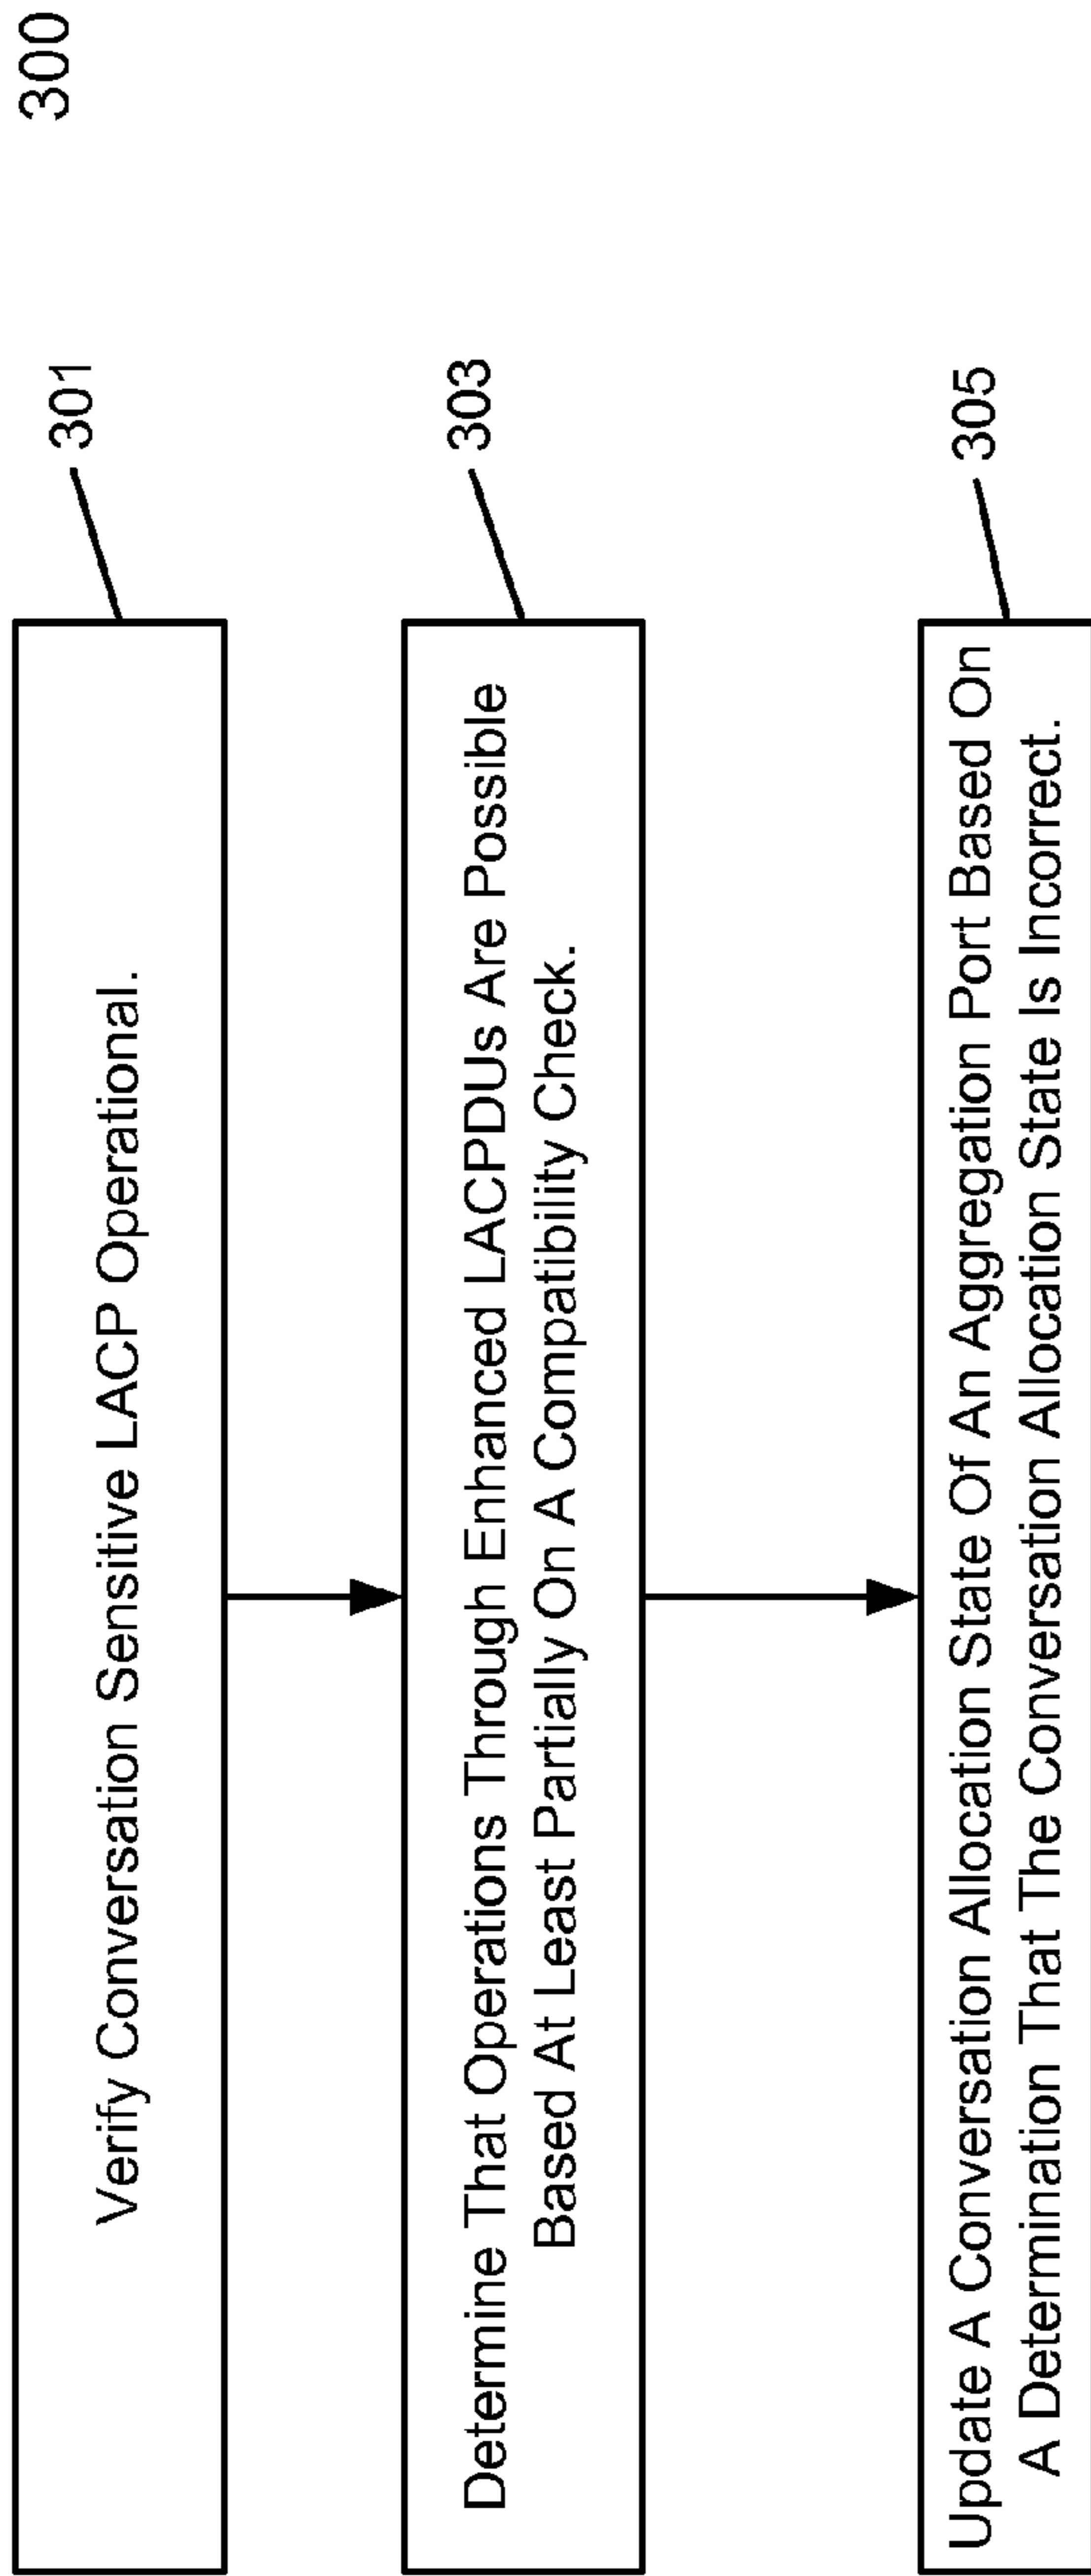 300
301
Verify Conversation Sensitive LACP Operational.
303
Determine That Operations Through Enhanced LACPDUs Are Possible
Based At Least Partially On A Compatibility Check.
305
Update A Conversation Allocation State Of An Aggregation Port Based On
A Determination That The Conversation Allocation State Is Incorrect.